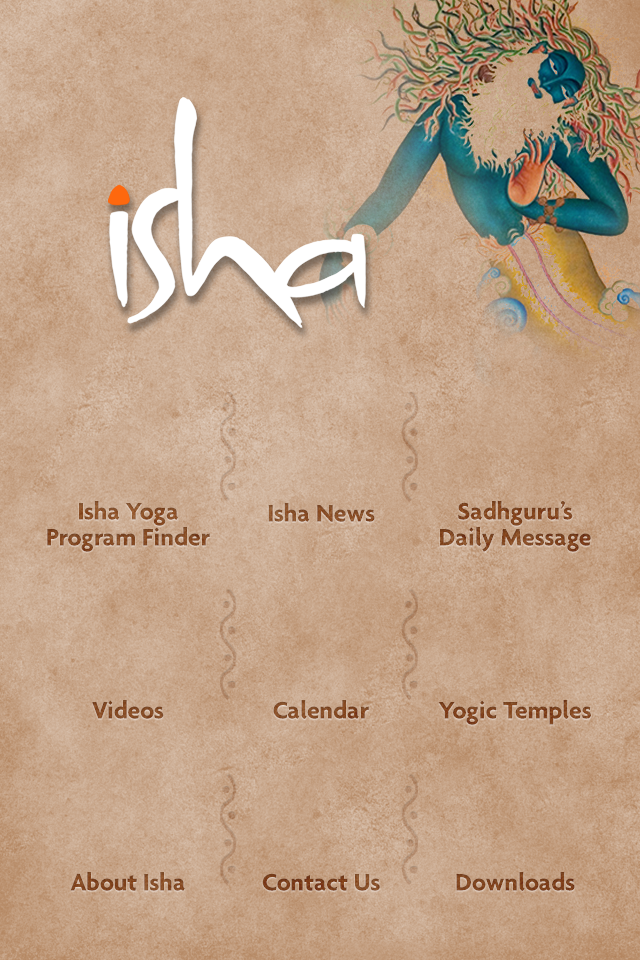 isha
Isha Yoga
Program Finder
Isha News
Sadhguru's
Daily Message
Videos
Calendar
Yogic Temples
About Isha
Contact Us
Downloads